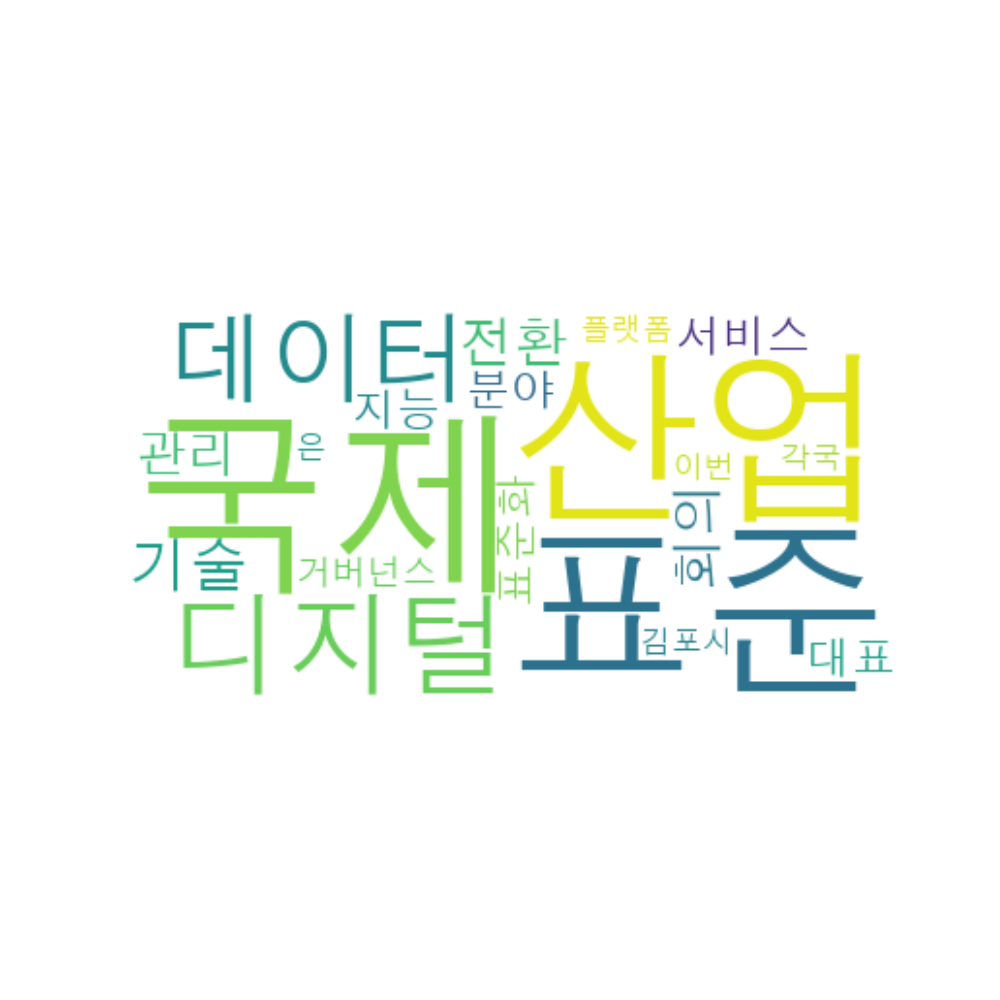 데이터
전환
플랫폼
서비스
지능
분야
산업
관리
은
국제
이번
각국
표준화
회의
기술
거버넌스
표준
디지털
김포시
대표